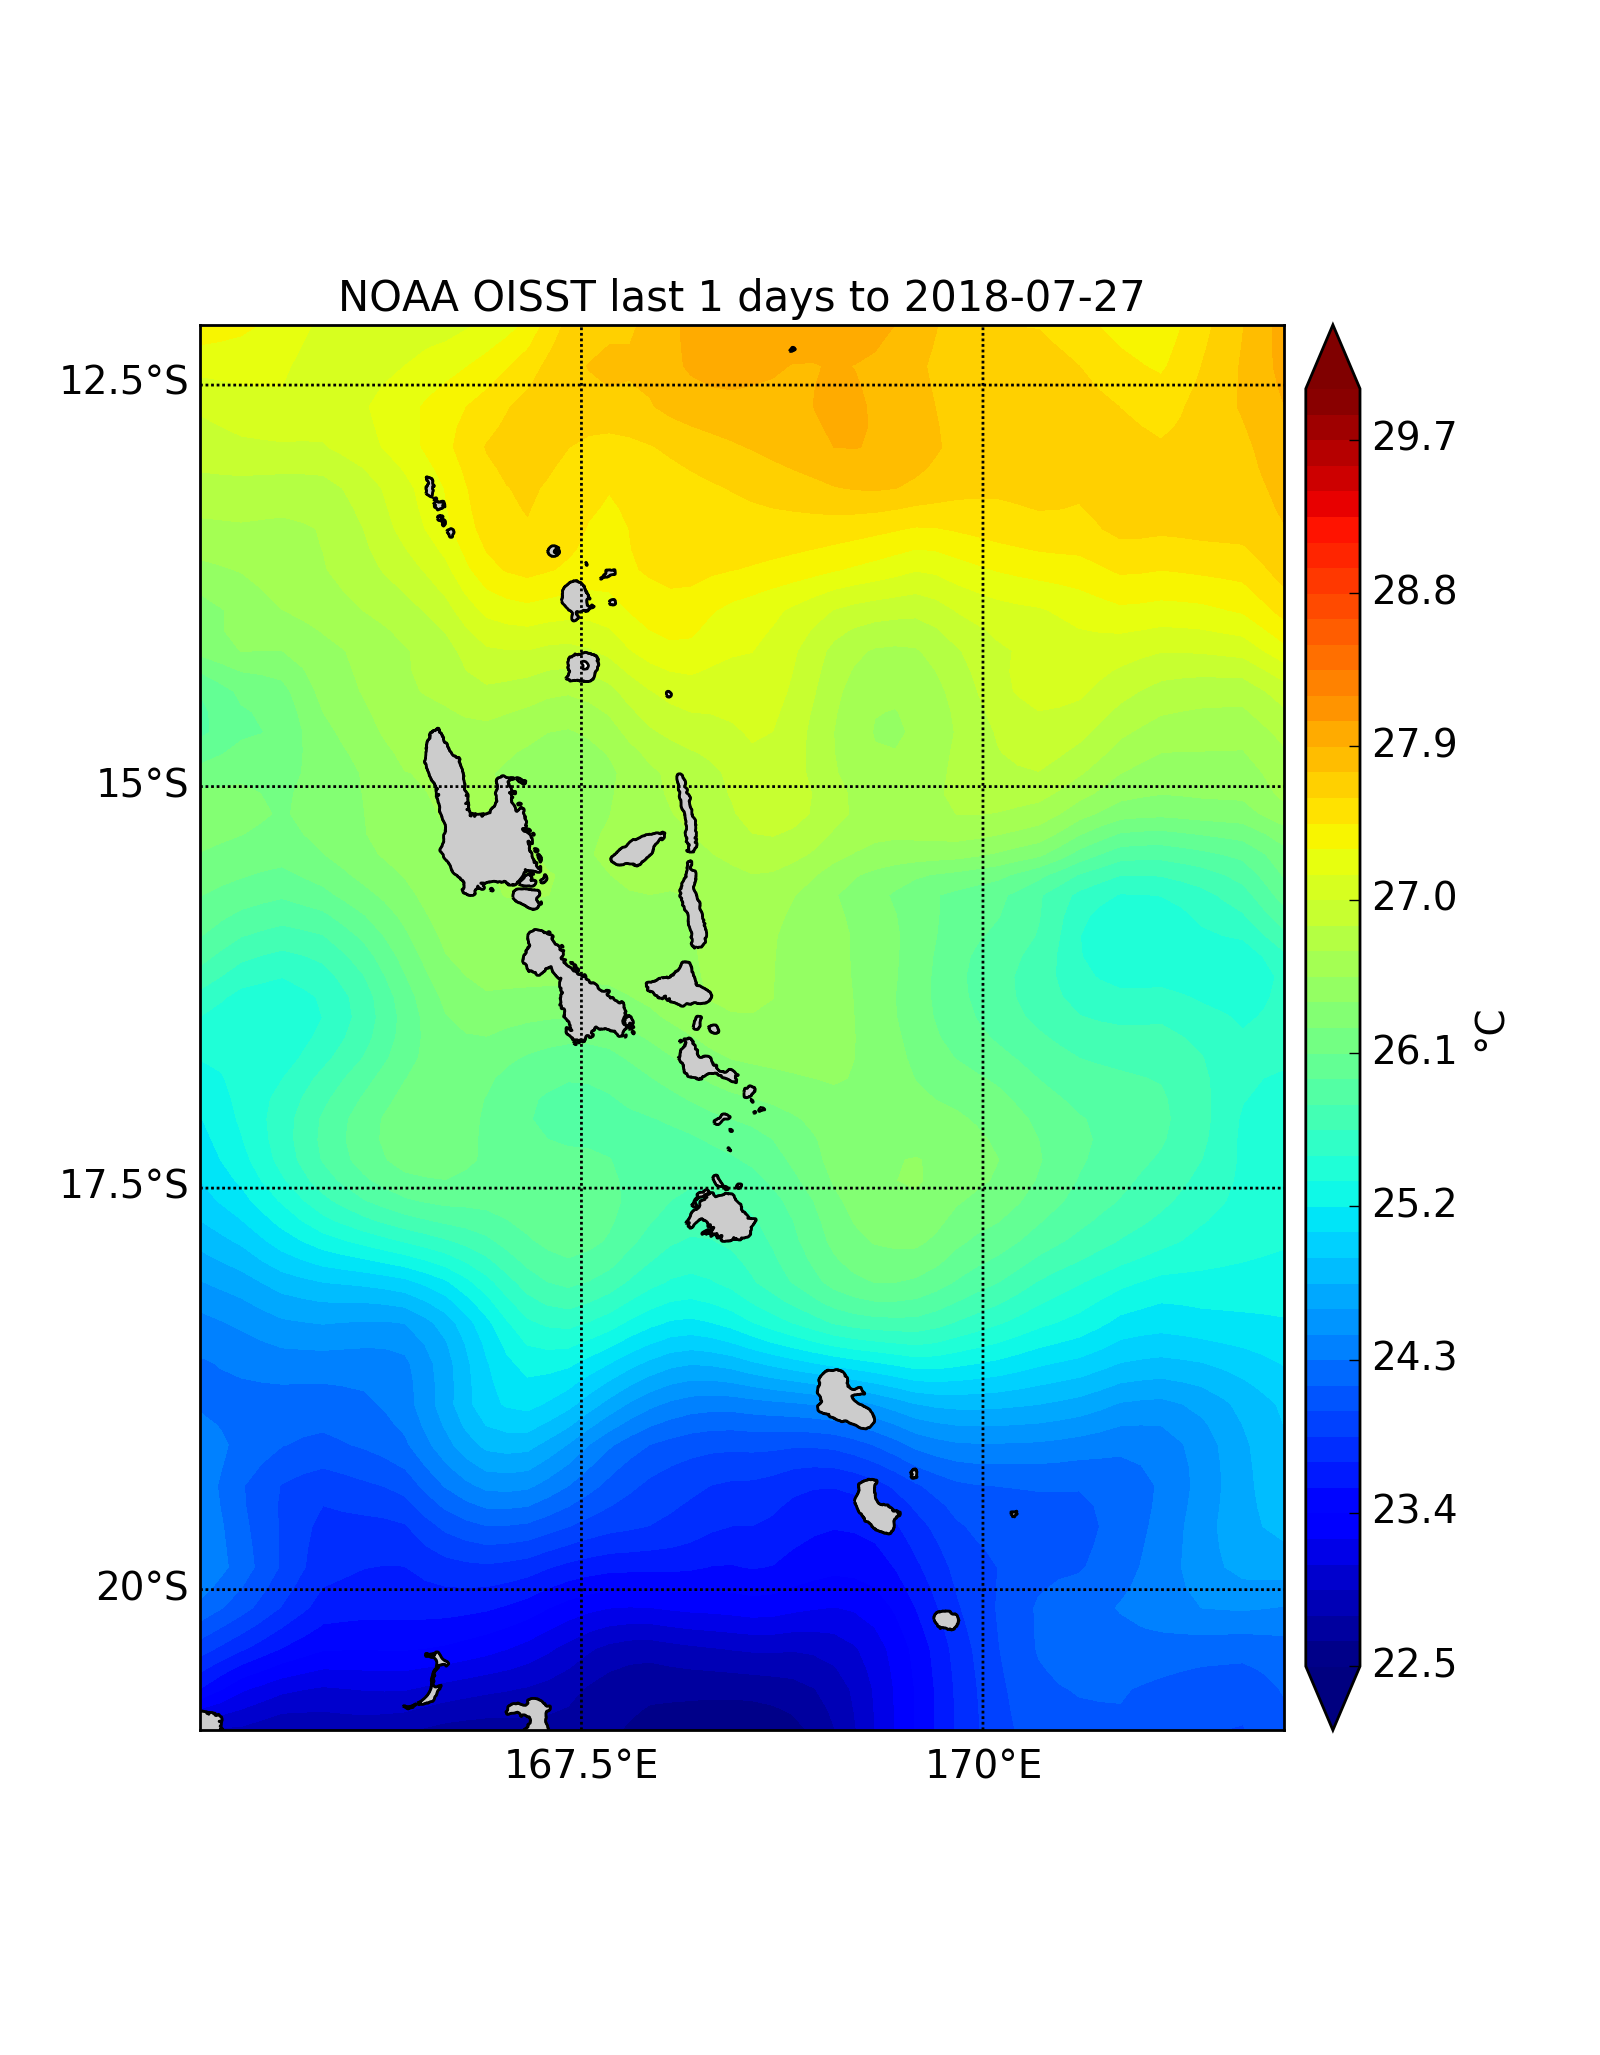 NOAA OISST last 1 days to 2018-07-27
12.5°S
15°S
17.5°S
20°S
167.5°E
170°E
29.7
28.8
27.9
27.0
26.1
25.2
24.3
23.4
22.5
°C